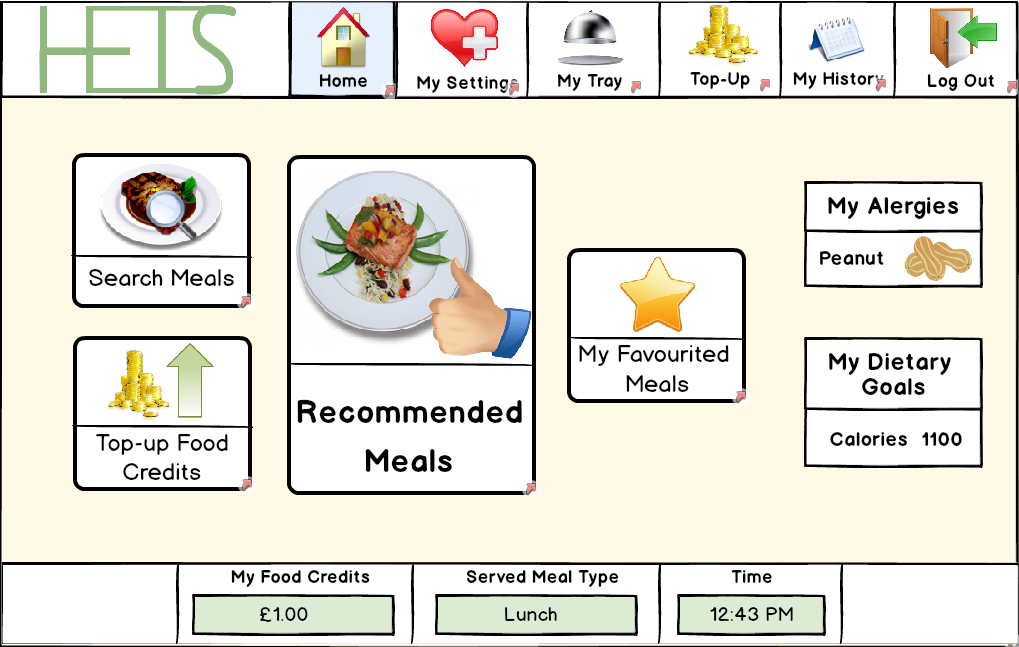 HETS
Home
My Settings
My Tray
Top-Up
My History
Log Out
Search Meals
Top-up Food
Credits
Recommended
Meals
My Favourited
Meals
My Alergies
Peanut
My Dietary
Goals
Calories 1100
My Food Credits
£1.00
Served Meal Type
Lunch
Time
12:43 PM